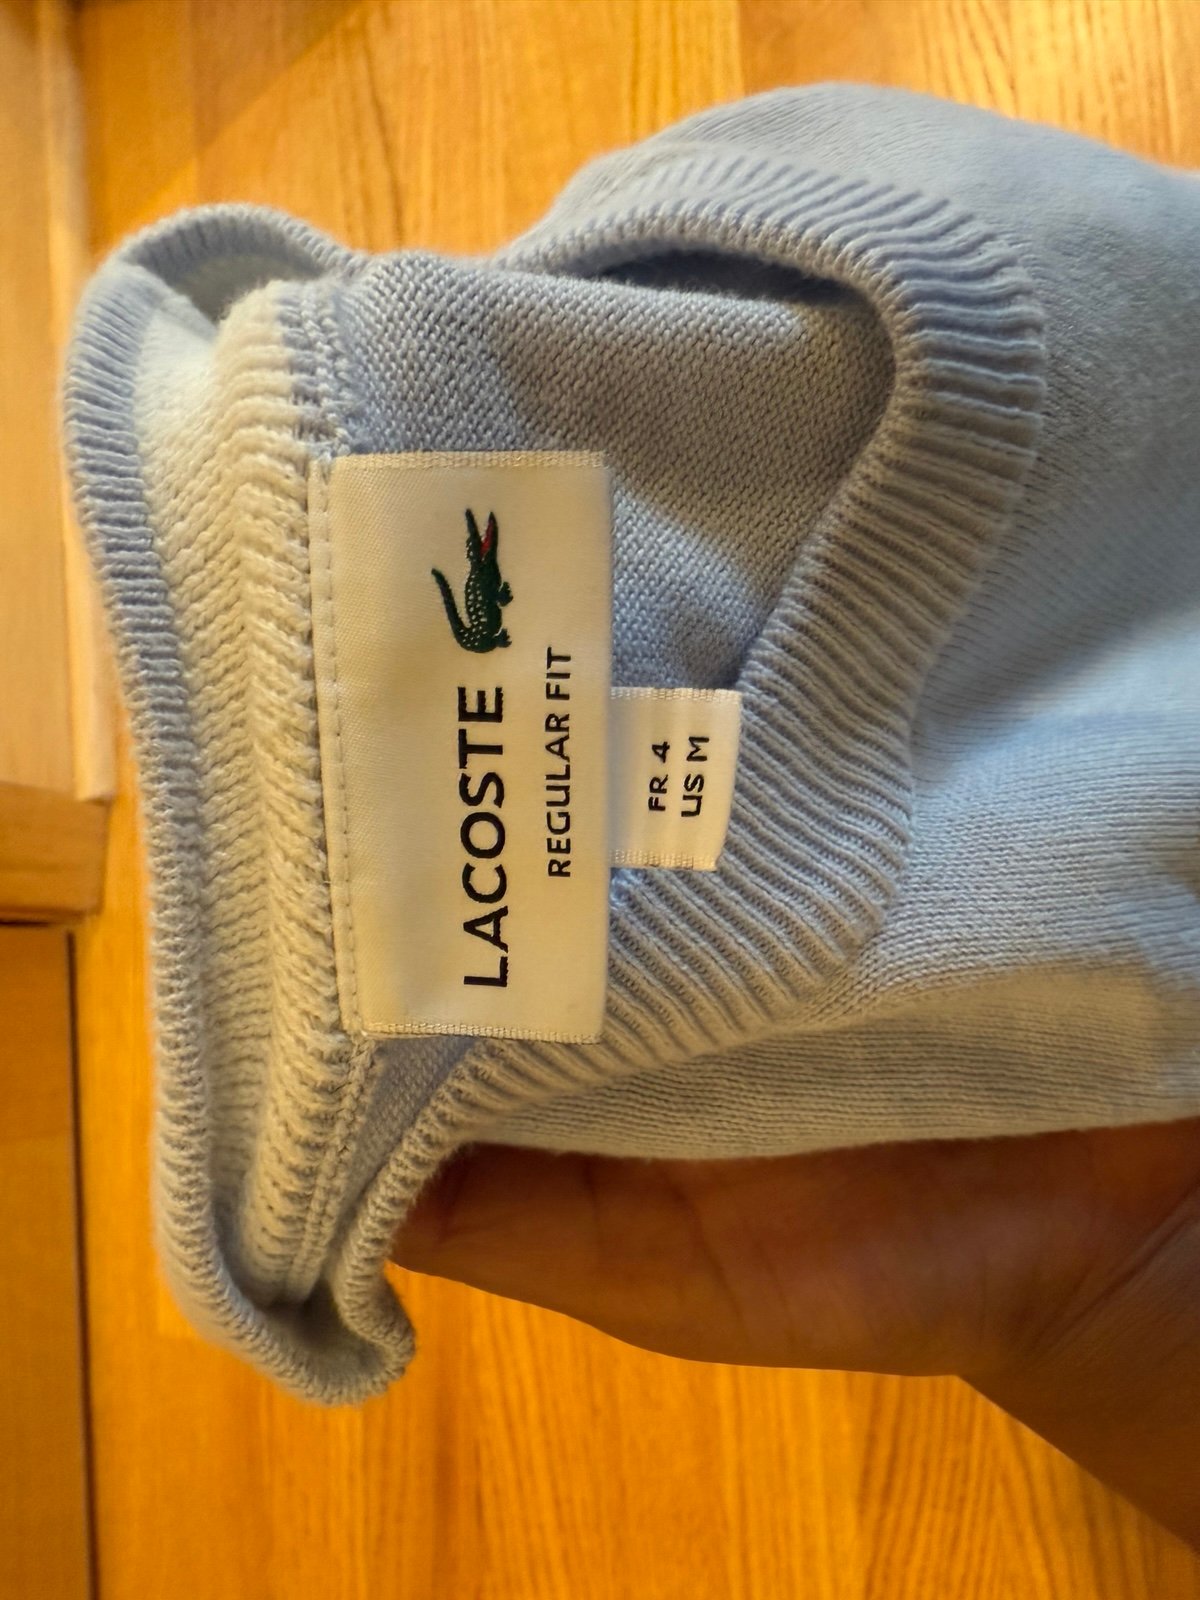 LACOSTE
REGULAR FIT
FR 4
US M